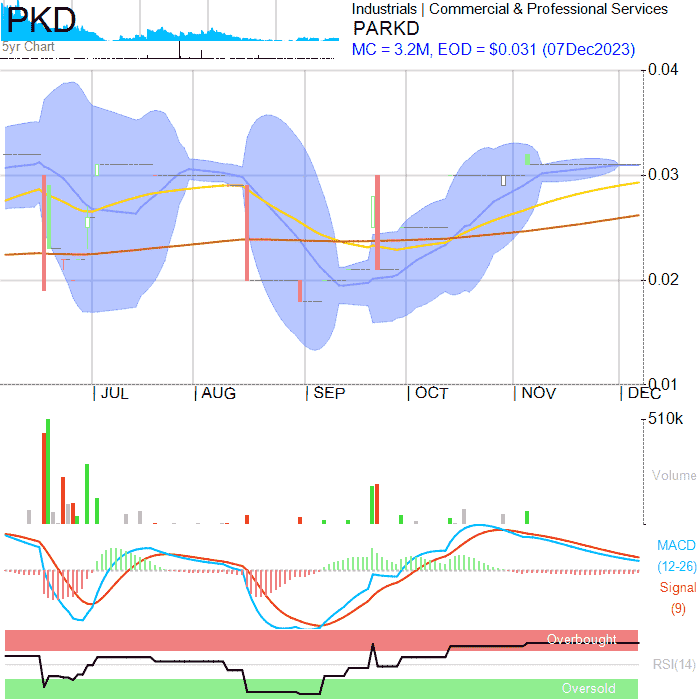 PKD
5yr Chart
Industrials | Commercial & Professional Services
PARKD
MC = 3.2M, EOD = $0.031 (07Dec2023)
0.04
0.03
0.02
0.01
JUL
AUG
SEP
OCT
NOV
DEC
510k
Volume
MACD
(12-26)
Signal
(9)
Overbought
RSI(14)
Oversold